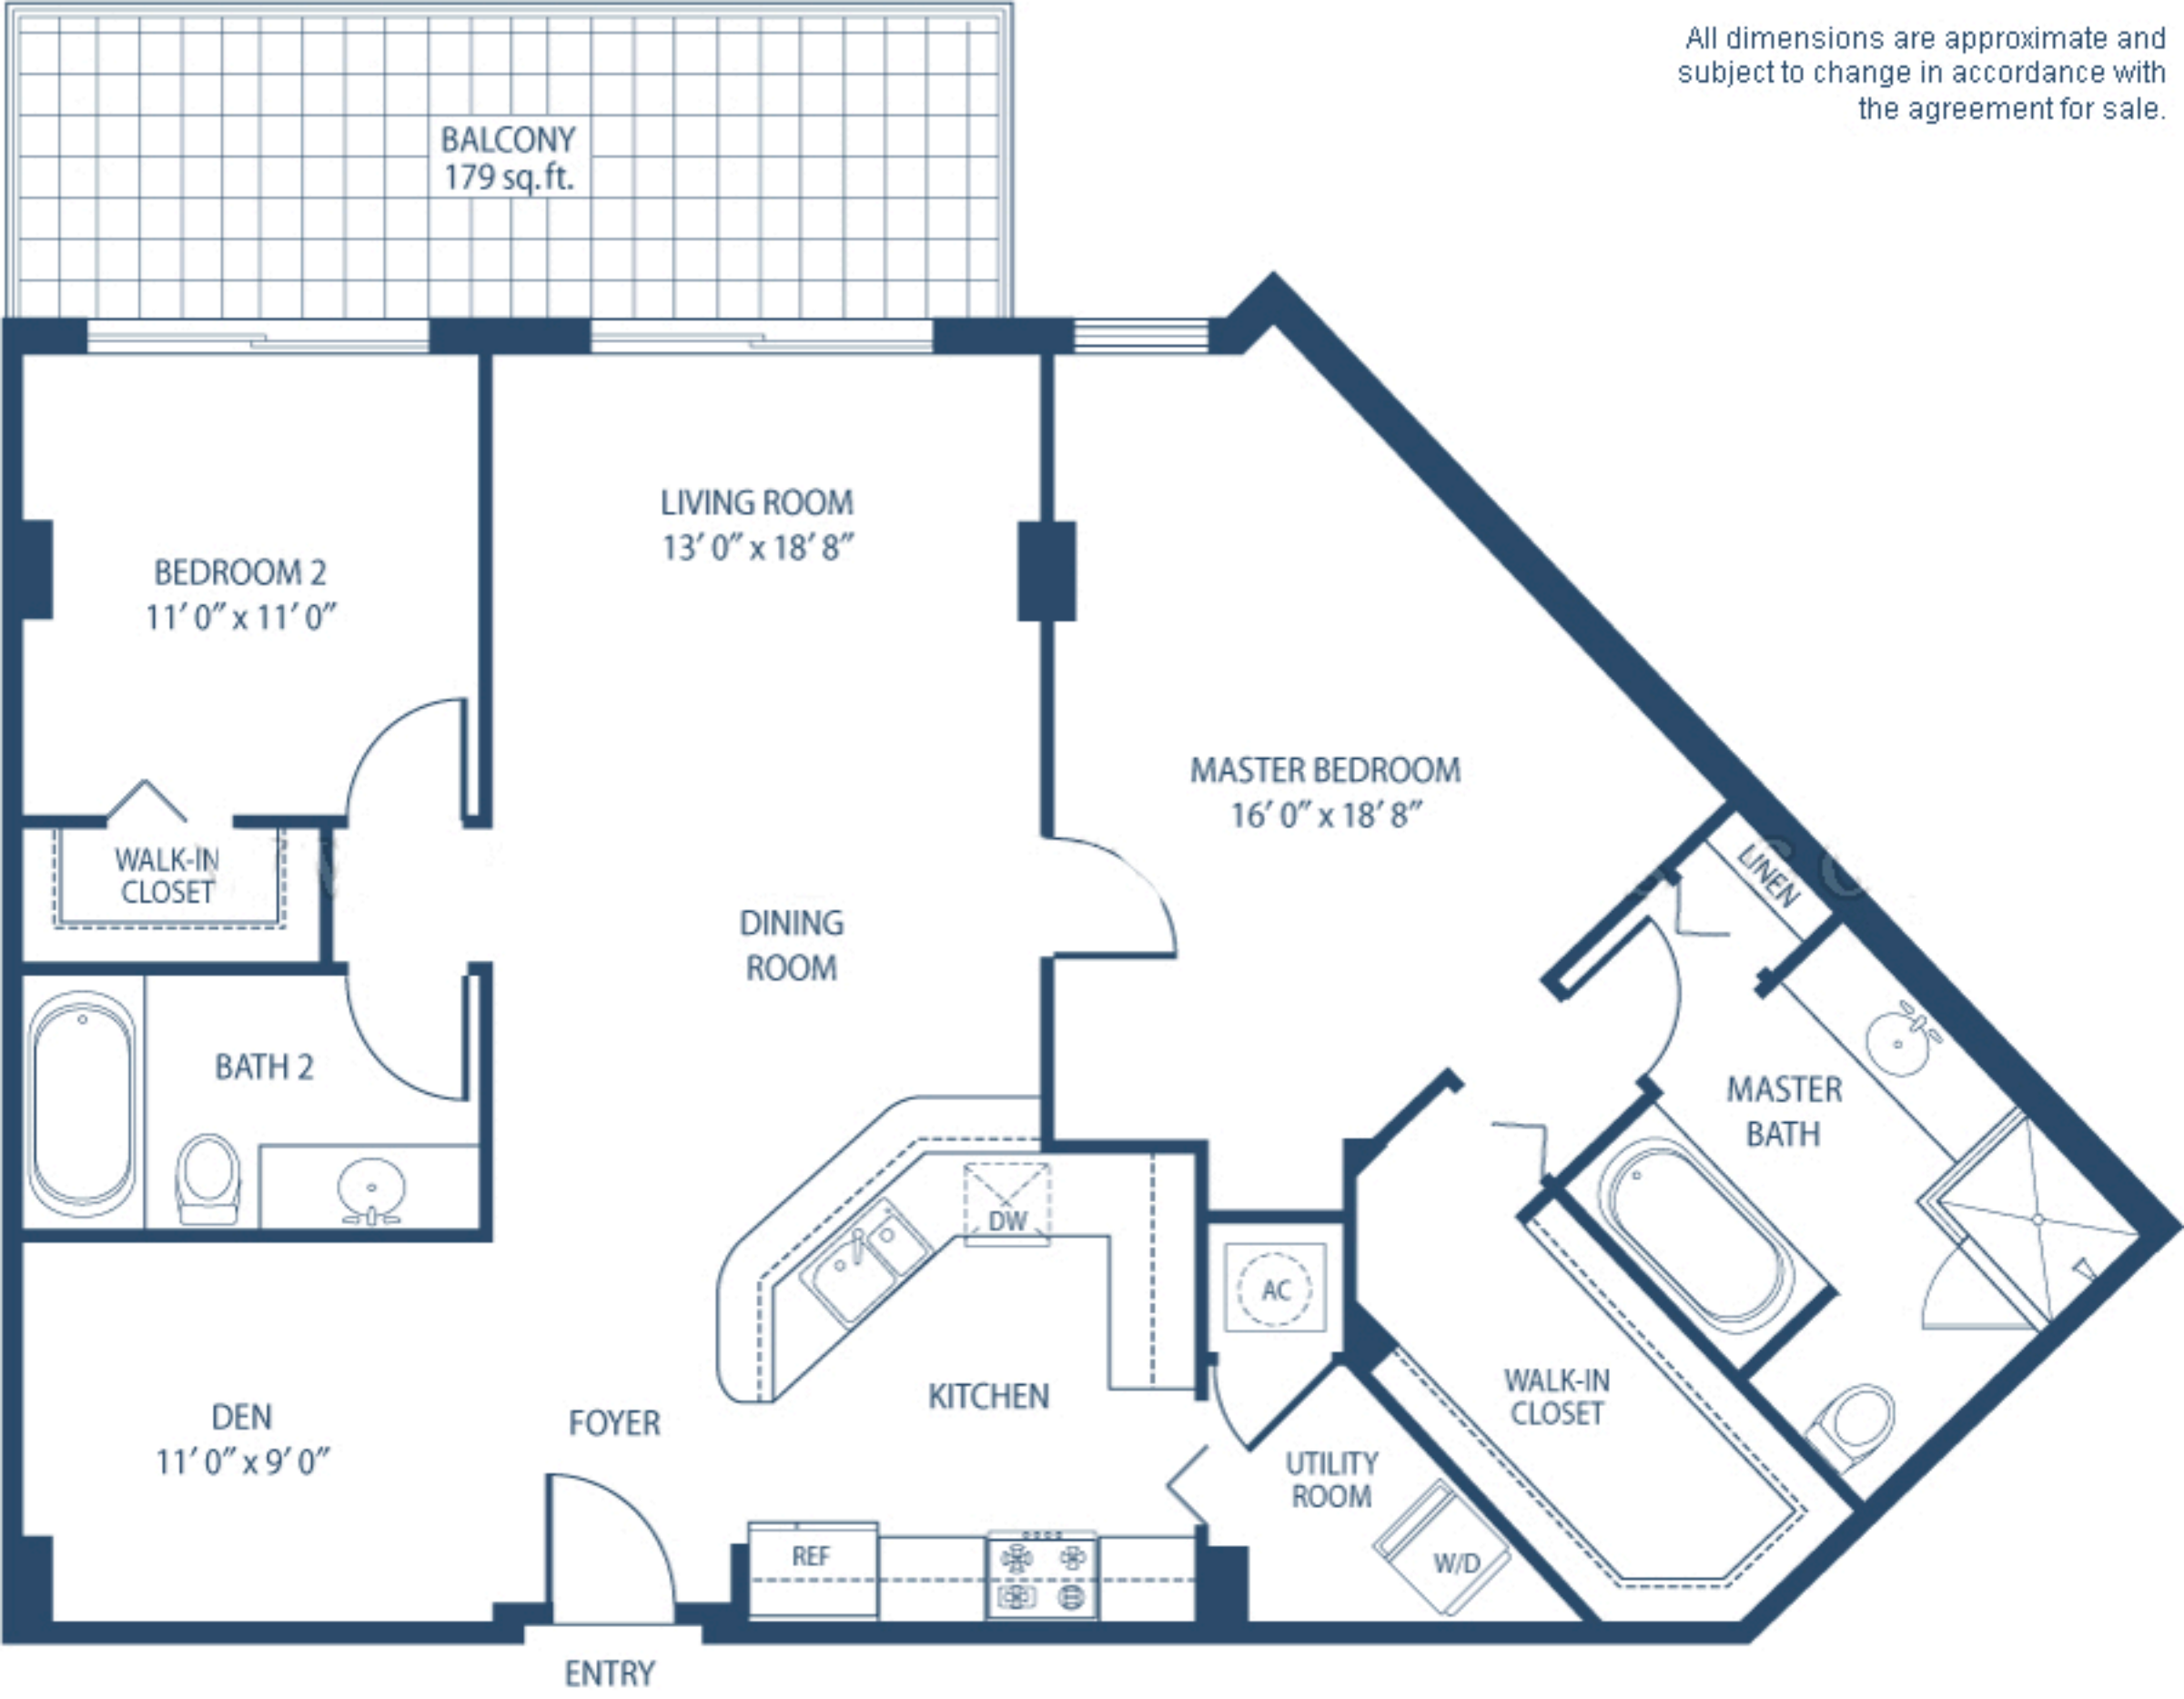 All dimensions are approximate and
subject to change in accordance with
the agreement for sale.
BALCONY
179 sq.ft.
LIVING ROOM
13′ 0″ x 18′ 8″
BEDROOM 2
11′ 0″ x 11′ 0″
MASTER BEDROOM
16′ 0″ x 18′ 8″
WALK-IN
CLOSET
LINEN
DINING
ROOM
BATH 2
MASTER
BATH
DW
AC
KITCHEN
WALK-IN
CLOSET
DEN
11′ 0″ x 9′ 0″
FOYER
UTILITY
ROOM
REF
W/D
ENTRY